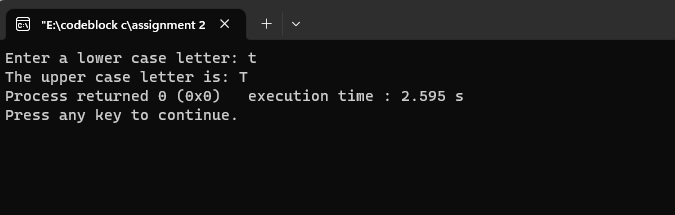 "E:\codeblock c\assignment 2
Enter a lower case letter: t
The upper case letter is: T
Process returned 0 (0x0)   execution time : 2.595 s
Press any key to continue.